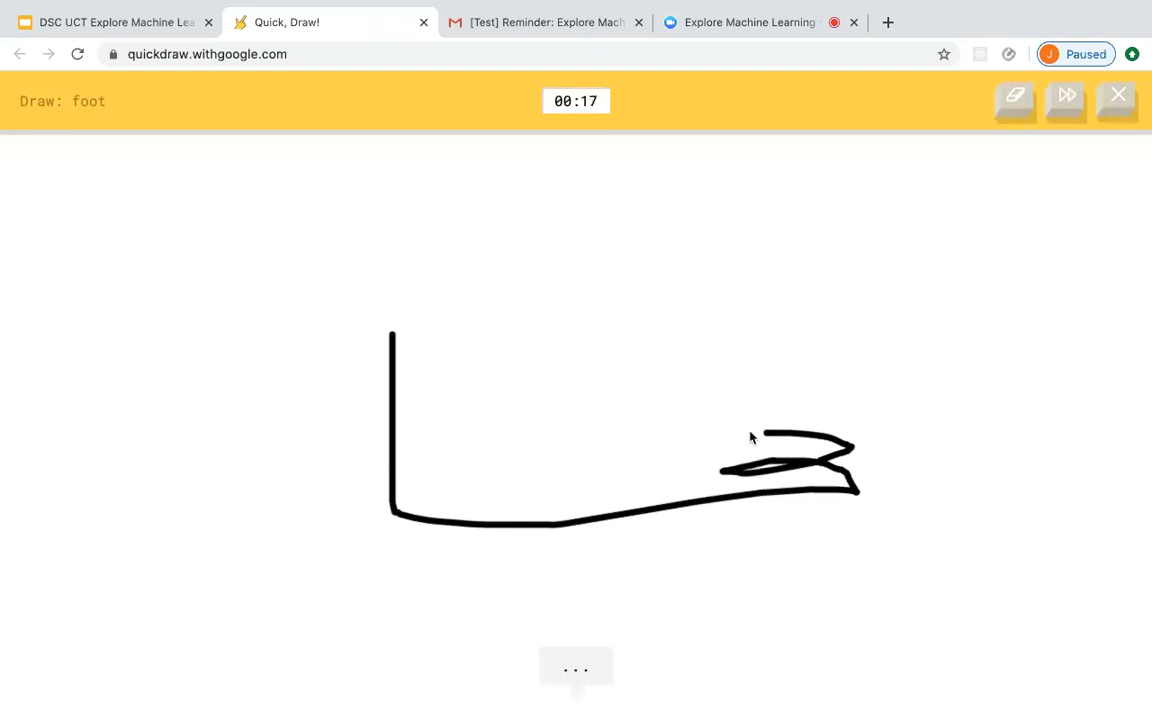 DSC UCT Explore Machine Lea
Quick, Draw!
[Test] Reminder: Explore Mach
Explore Machine Learning
quickdraw.withgoogle.com
J Paused
Draw: foot
00:17
...